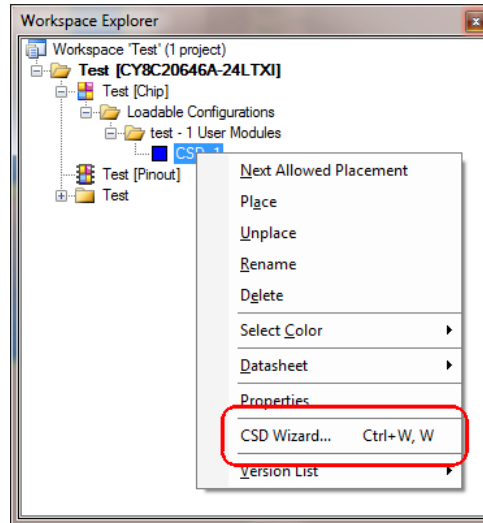 Workspace Explorer
Workspace 'Test' (1 project)
Test [CY8C20646A-24LTXI]
Test [Chip]
Loadable Configurations
test - 1 User Modules
CSD_1
Test [Pinout]
Test
Next Allowed Placement
Place
Unplace
Rename
Delete
Select Color
Datasheet
Properties
CSD Wizard... Ctrl+W, W
Version List